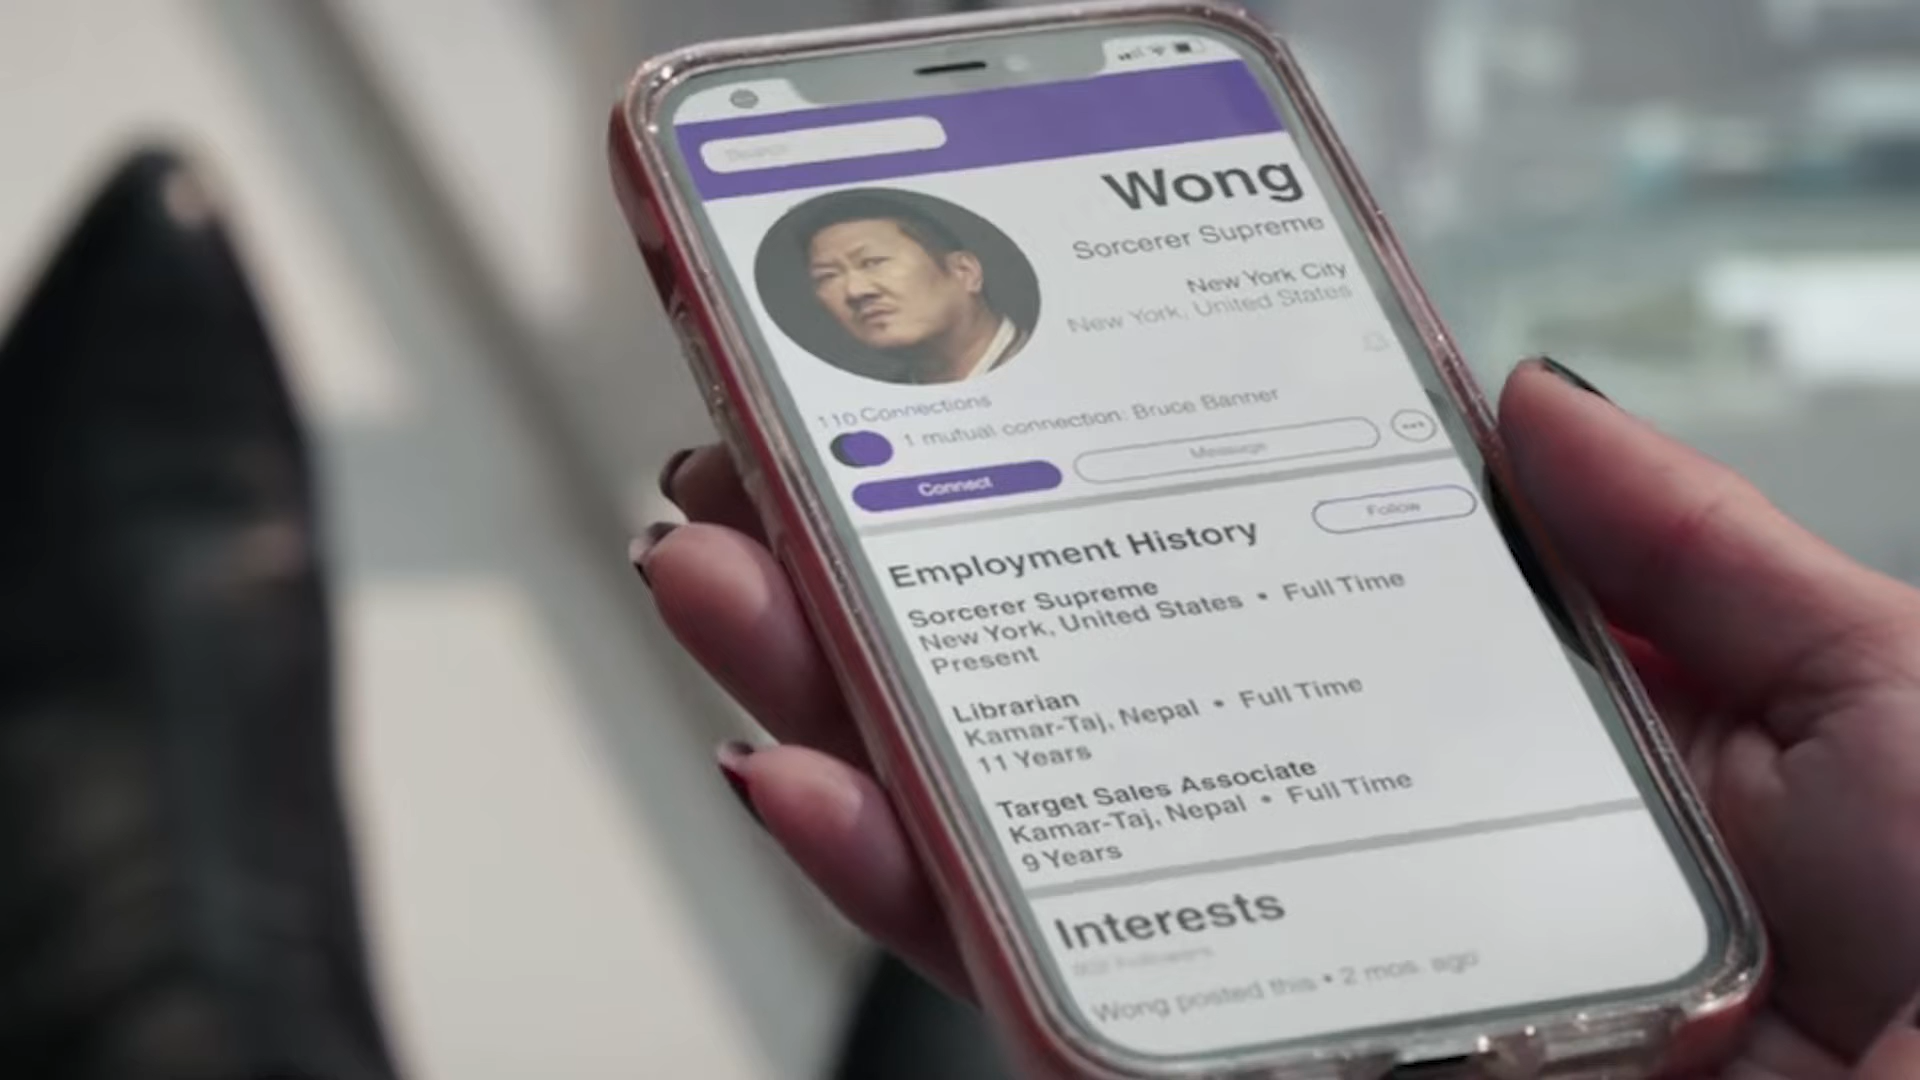 Search
Wong
Sorcerer Supreme
New York City
New York, United States
110 Connections
1 mutual connection: Bruce Banner
Connect
Message
Follow
Employment History
Sorcerer Supreme
New York, United States • Full Time
Present
Librarian
Kamar-Taj, Nepal • Full Time
11 Years
Target Sales Associate
Kamar-Taj, Nepal • Full Time
9 Years
Interests
Followers
Wong posted this • 2 mos. ago